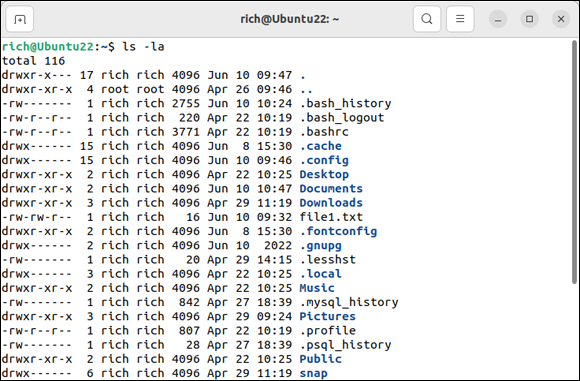 rich@Ubuntu22: ~
rich@Ubuntu22:~$ ls -la
total 116
drwxr-x--- 17 rich rich 4096 Jun 10 09:47 .
drwxr-xr-x  4 root root 4096 Apr 26 09:46 ..
-rw-------  1 rich rich 2755 Jun 10 10:24 .bash_history
-rw-r--r--  1 rich rich  220 Apr 22 10:19 .bash_logout
-rw-r--r--  1 rich rich 3771 Apr 22 10:19 .bashrc
drwx------ 15 rich rich 4096 Jun  8 15:30 .cache
drwx------ 15 rich rich 4096 Jun 10 09:46 .config
drwxr-xr-x  2 rich rich 4096 Apr 22 10:25 Desktop
drwxr-xr-x  2 rich rich 4096 Jun 10 10:47 Documents
drwxr-xr-x  3 rich rich 4096 Apr 29 11:19 Downloads
-rw-rw-r--  1 rich rich   16 Jun 10 09:32 file1.txt
drwxr-xr-x  2 rich rich 4096 Jun  8 15:30 .fontconfig
drwx------  2 rich rich 4096 Jun 10  2022 .gnupg
-rw-------  1 rich rich   20 Apr 29 14:15 .lesshst
drwx------  3 rich rich 4096 Apr 22 10:25 .local
drwxr-xr-x  2 rich rich 4096 Apr 22 10:25 Music
-rw-------  1 rich rich  842 Apr 27 18:39 .mysql_history
drwxr-xr-x  3 rich rich 4096 Apr 29 09:24 Pictures
-rw-r--r--  1 rich rich  807 Apr 22 10:19 .profile
-rw-------  1 rich rich   28 Apr 27 18:39 .psql_history
drwxr-xr-x  2 rich rich 4096 Apr 22 10:25 Public
drwx------  6 rich rich 4096 Apr 29 11:19 snap